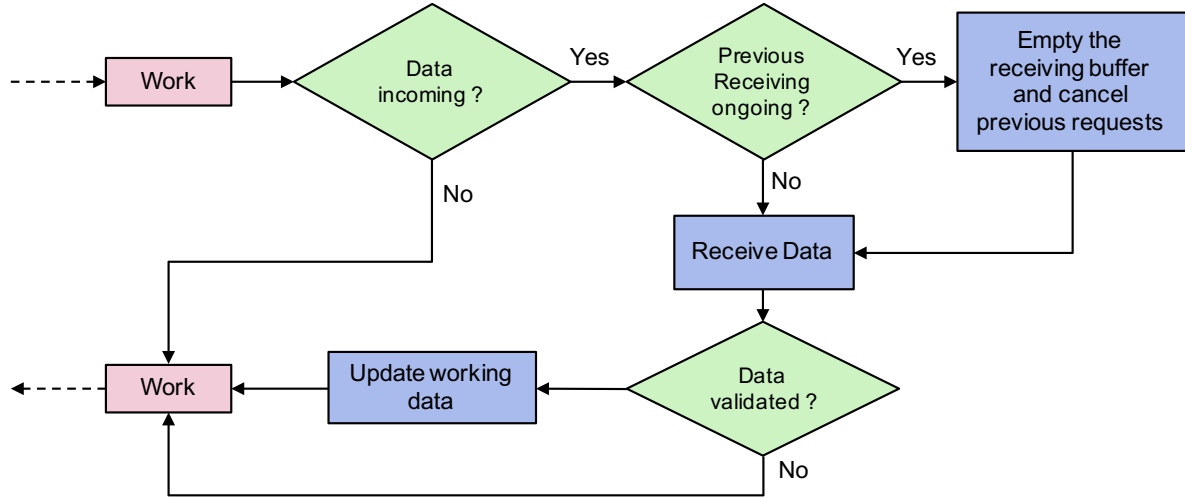 Work
Data
incoming ?
Yes
Previous
Receiving
ongoing ?
Yes
Empty the
receiving buffer
and cancel
previous requests
No
No
Receive Data
Work
Update working
data
Data
validated ?
No